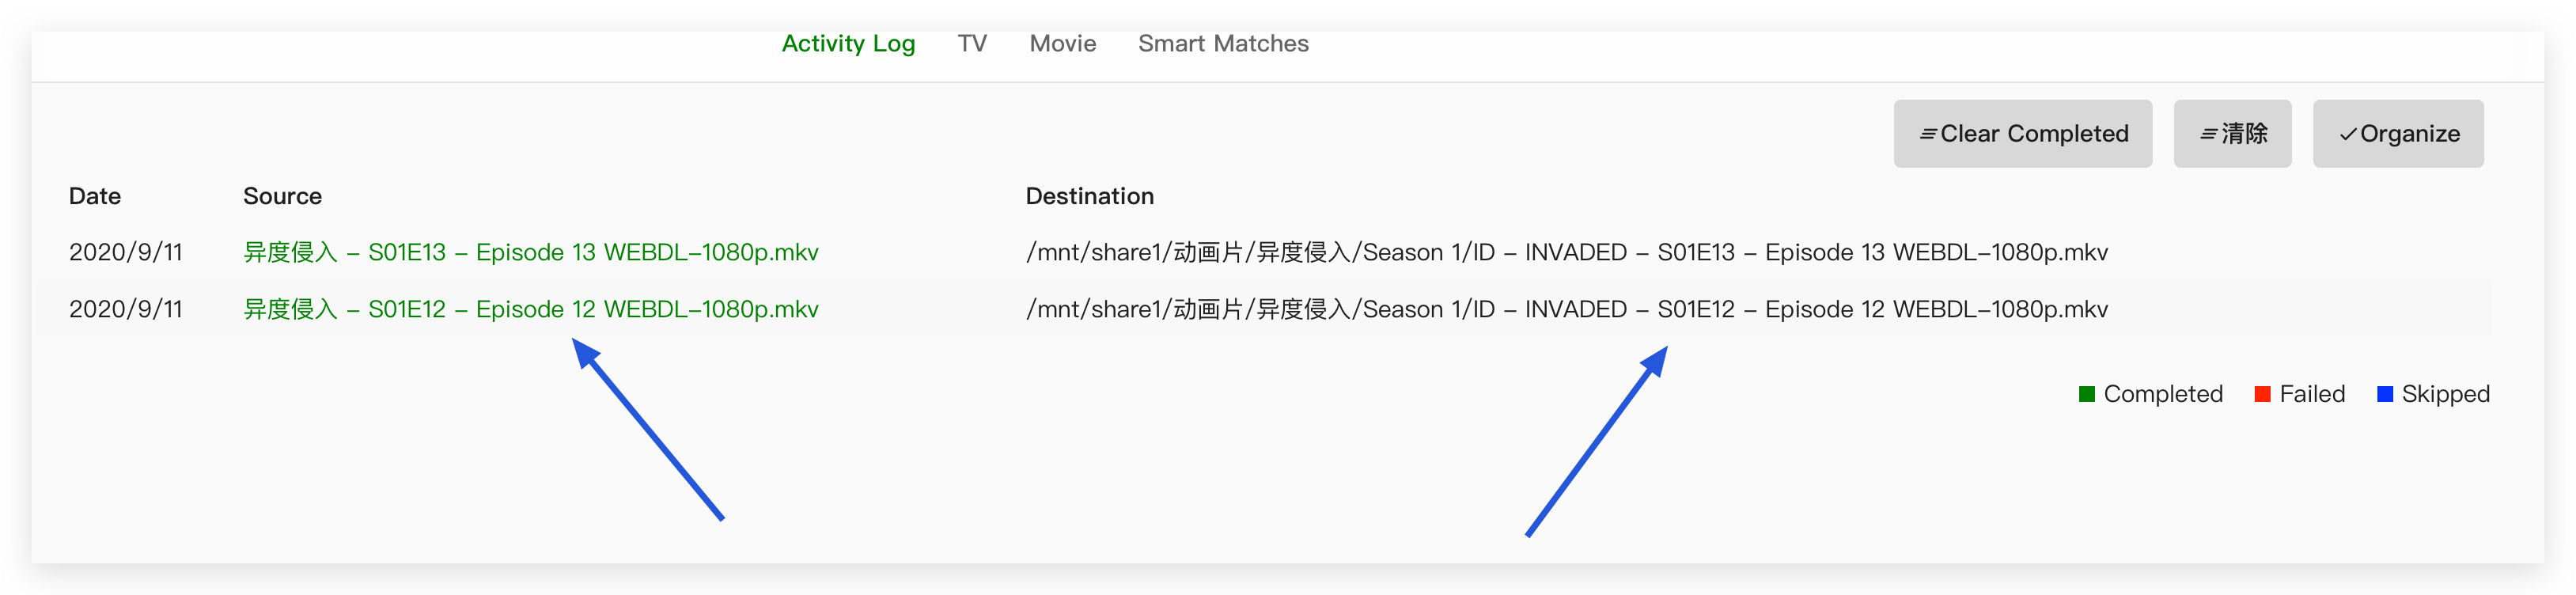 Activity Log TV Movie Smart Matches
Clear Completed 清除 Organize
Date Source Destination
2020/9/11 异度侵入 - S01E13 - Episode 13 WEBDL-1080p.mkv /mnt/share1/动画片/异度侵入/Season 1/ID - INVADED - S01E13 - Episode 13 WEBDL-1080p.mkv
2020/9/11 异度侵入 - S01E12 - Episode 12 WEBDL-1080p.mkv /mnt/share1/动画片/异度侵入/Season 1/ID - INVADED - S01E12 - Episode 12 WEBDL-1080p.mkv
Completed Failed Skipped